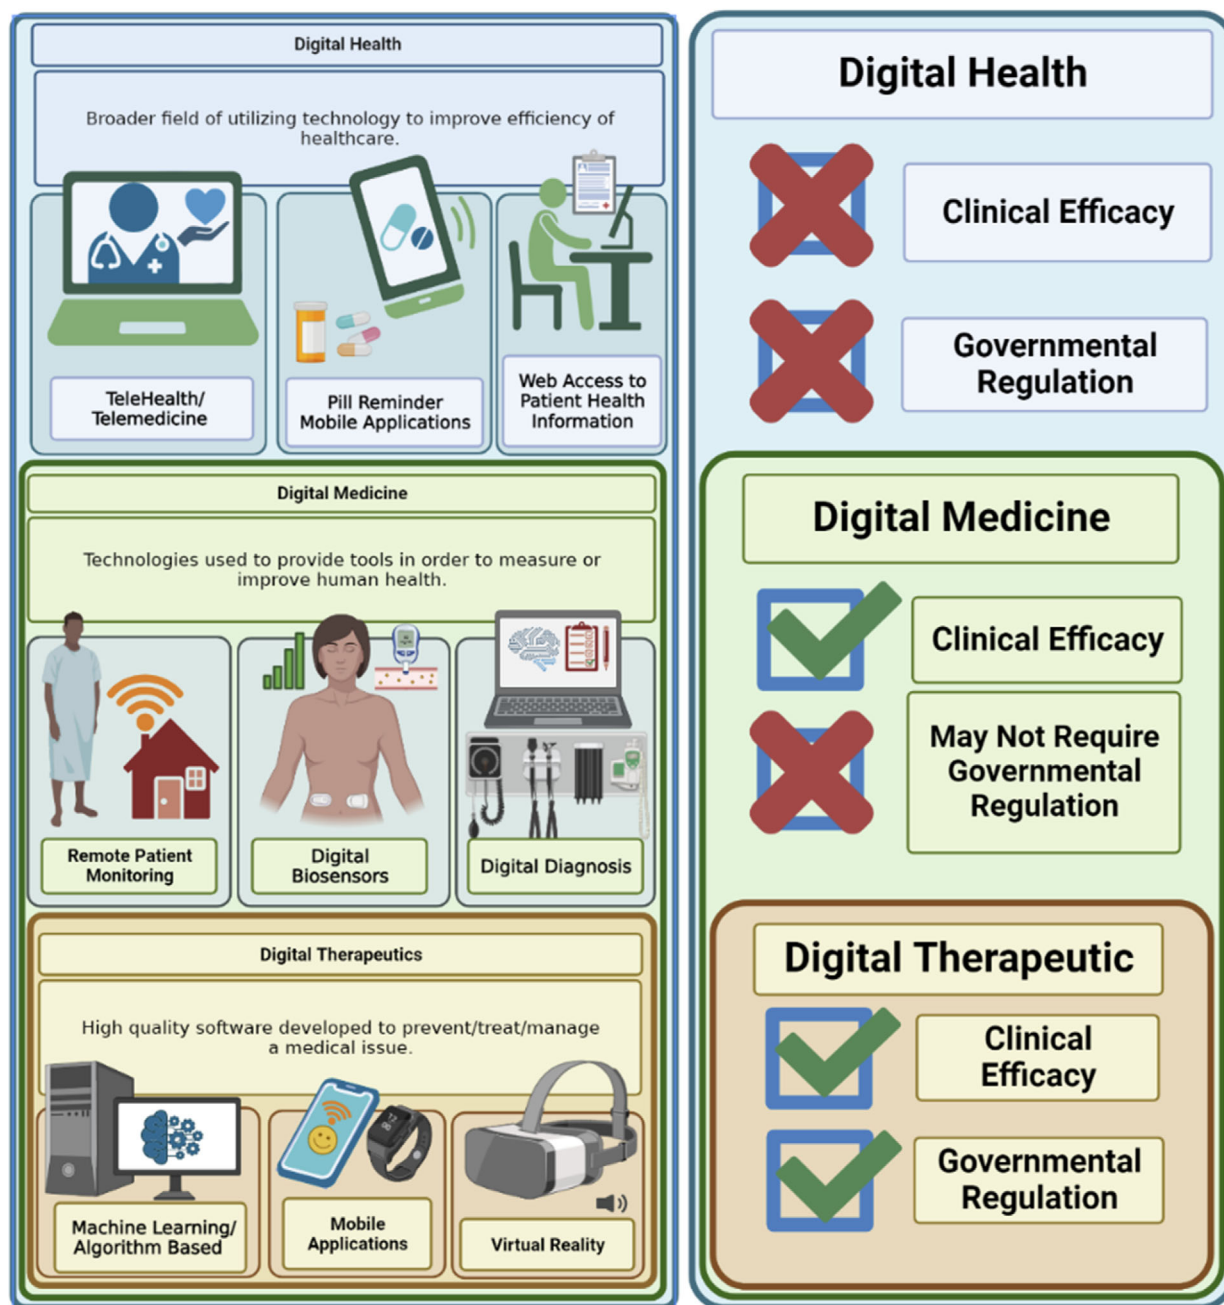 Digital Health
Broader field of utilizing technology to improve efficiency of
healthcare.
TeleHealth/
Telemedicine
Pill Reminder
Mobile Applications
Web Access to
Patient Health
Information
Digital Medicine
Technologies used to provide tools in order to measure or
improve human health.
Remote Patient
Monitoring
Digital
Biosensors
Digital Diagnosis
Digital Therapeutics
High quality software developed to prevent/treat/manage
a medical issue.
Machine Learning/
Algorithm Based
Mobile
Applications
Virtual Reality
Digital Health
Clinical Efficacy
Governmental
Regulation
Digital Medicine
Clinical Efficacy
May Not Require
Governmental
Regulation
Digital Therapeutic
Clinical
Efficacy
Governmental
Regulation